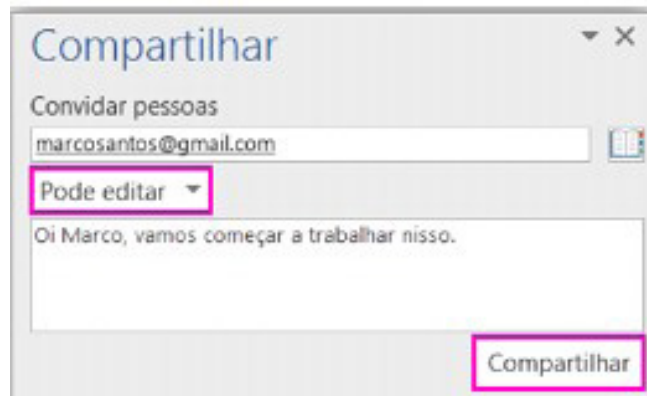 Compartilhar
Convidar pessoas
marcosantos@gmail.com
Pode editar
Oi Marco, vamos começar a trabalhar nisso.
Compartilhar